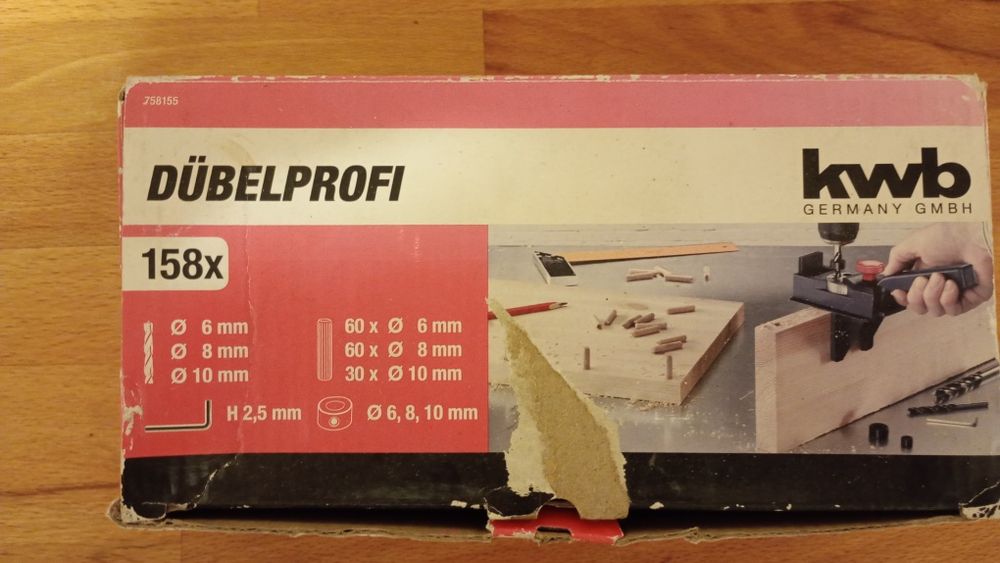 758155
DÜBELPROFI
kwb
GERMANY GMBH
158x
Ø 6 mm
Ø 8 mm
Ø 10 mm
60 x Ø 6 mm
60 x Ø 8 mm
30 x Ø 10 mm
H 2,5 mm
Ø 6, 8, 10 mm